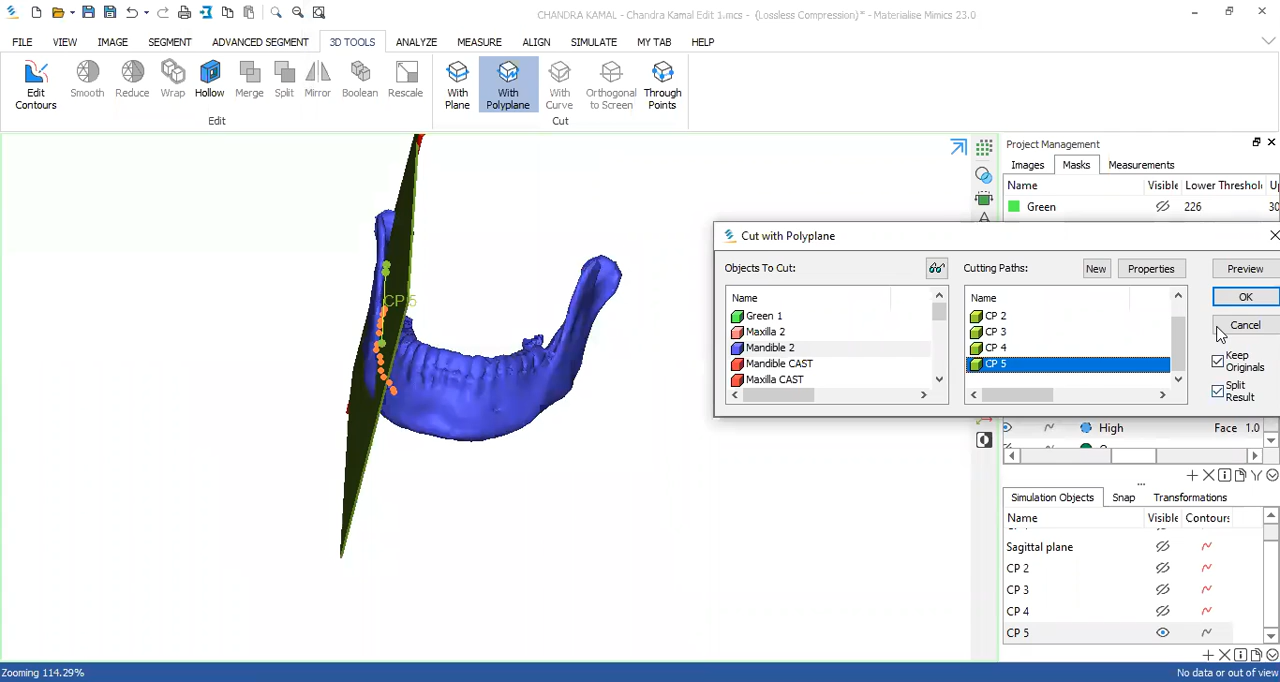 CHANDRA KAMAL - Chandra Kamal Edit 1.mcs - (Lossless Compression)* - Materialise Mimics 23.0
FILE VIEW IMAGE SEGMENT ADVANCED SEGMENT 3D TOOLS ANALYZE MEASURE ALIGN SIMULATE MY TAB HELP
Edit Contours Smooth Reduce Wrap Hollow Merge Split Mirror Boolean Rescale With Plane With Polyplane With Curve Orthogonal to Screen Through Points
Edit Cut
Project Management
Images Masks Measurements
Name Visible Lower Threshold Up
Green 226 30
Cut with Polyplane
Objects To Cut: Cutting Paths: New Properties Preview
Name Name OK
Green 1 CP 2
Maxilla 2 CP 3 Cancel
Mandible 2 CP 4
Mandible CAST CP 5 Keep Originals
Maxilla CAST Split Result
CP 5
High Face 1.0
Simulation Objects Snap Transformations
Name Visible Contours
Sagittal plane
CP 2
CP 3
CP 4
CP 5
Zooming 114.29% No data or out of view